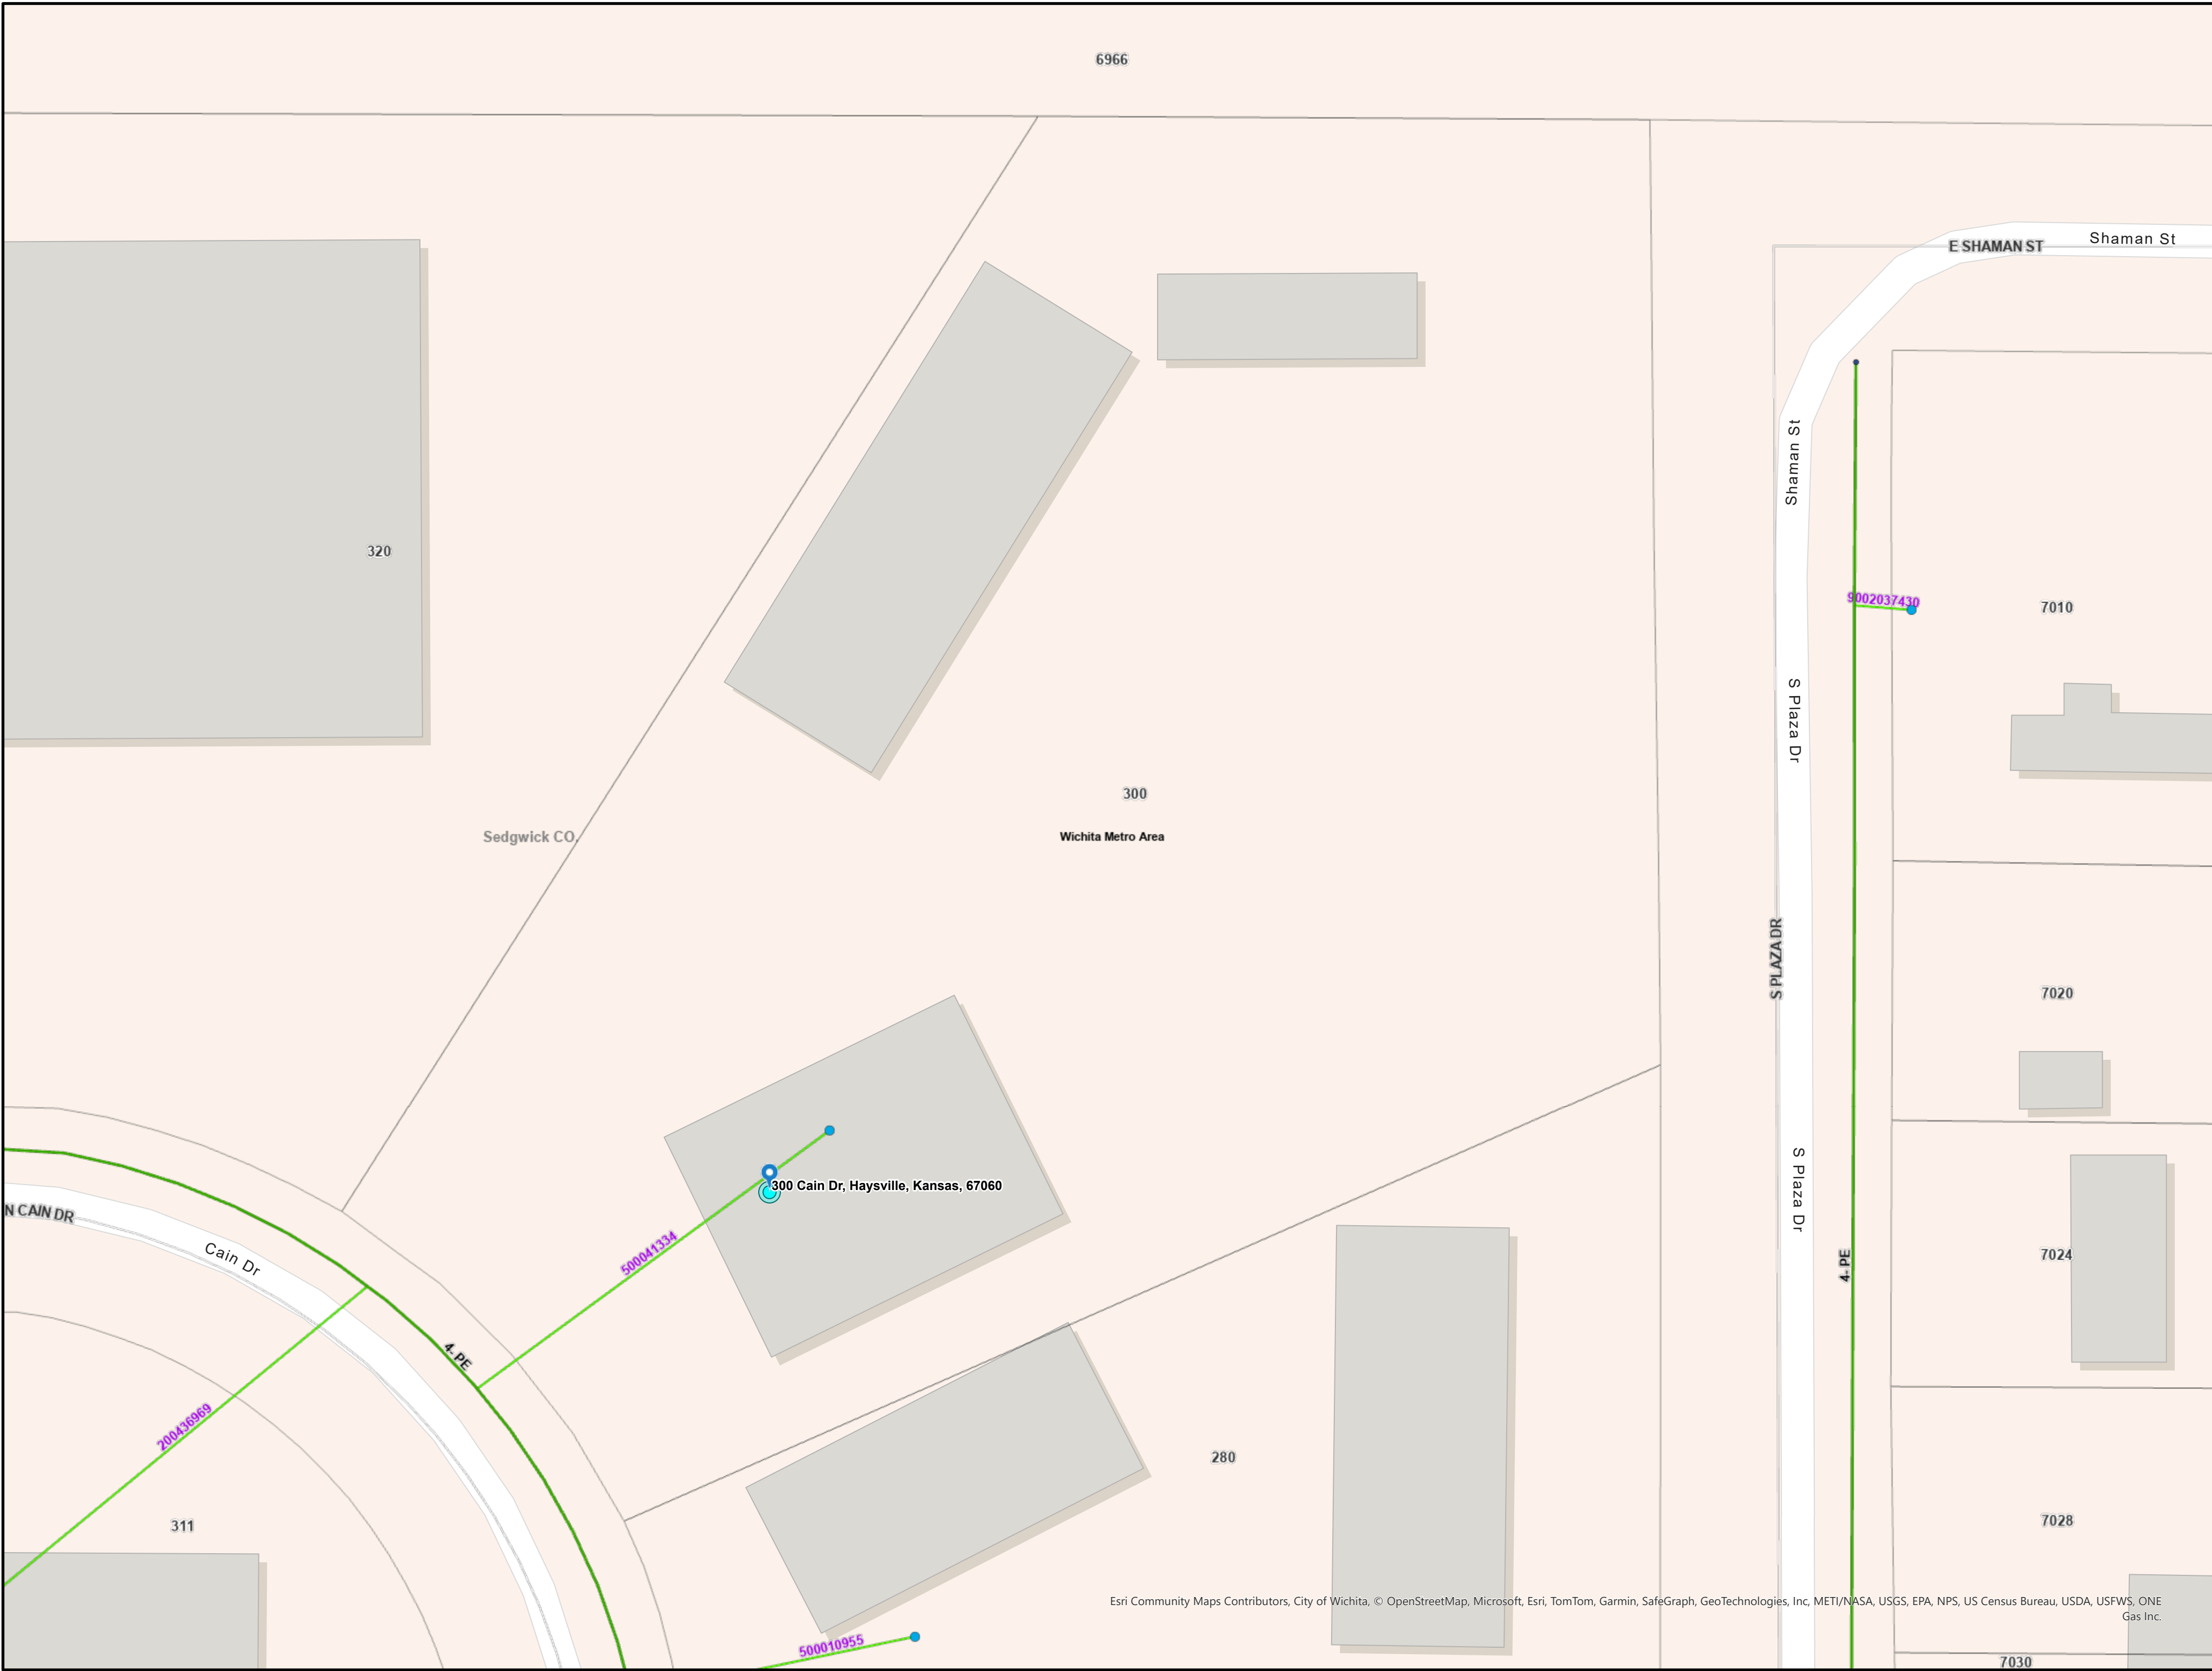 6966
E SHAMAN ST
Shaman St
Shaman St
320
9002037430
7010
S Plaza Dr
300
Sedgwick CO.
Wichita Metro Area
S PLAZA DR
7020
300 Cain Dr, Haysville, Kansas, 67060
N CAIN DR
Cain Dr
500041334
S Plaza Dr
4- PE
7024
4- PE
200436969
280
311
7028
Esri Community Maps Contributors, City of Wichita, © OpenStreetMap, Microsoft, Esri, TomTom, Garmin, SafeGraph, GeoTechnologies, Inc, METI/NASA, USGS, EPA, NPS, US Census Bureau, USDA, USFWS, ONE
Gas Inc.
500010955
7030